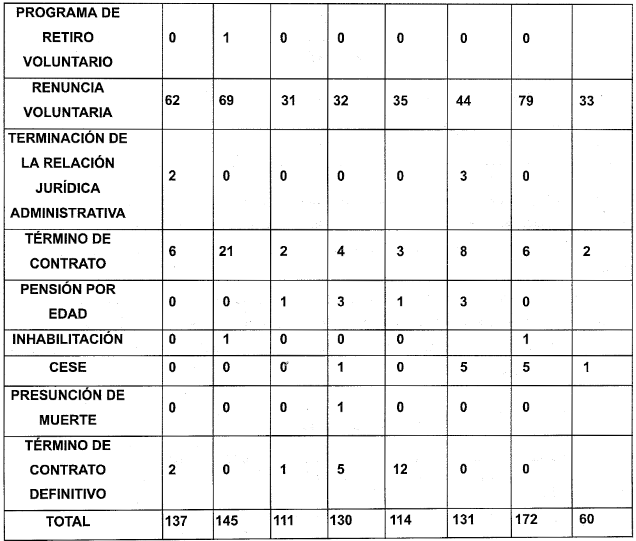 PROGRAMA DE
RETIRO
VOLUNTARIO
0 1 0 0 0 0 0
RENUNCIA
VOLUNTARIA
62 69 31 32 35 44 79 33
TERMINACIÓN DE
LA RELACIÓN
JURÍDICA
ADMINISTRATIVA
2 0 0 0 0 3 0
TÉRMINO DE
CONTRATO
6 21 2 4 3 8 6 2
PENSIÓN POR
EDAD
0 0 1 3 1 3 0
INHABILITACIÓN 0 1 0 0 0 1
CESE 0 0 0 1 0 5 5 1
PRESUNCIÓN DE
MUERTE
0 0 0 1 0 0 0
TÉRMINO DE
CONTRATO
DEFINITIVO
2 0 1 5 12 0 0
TOTAL 137 145 111 130 114 131 172 60